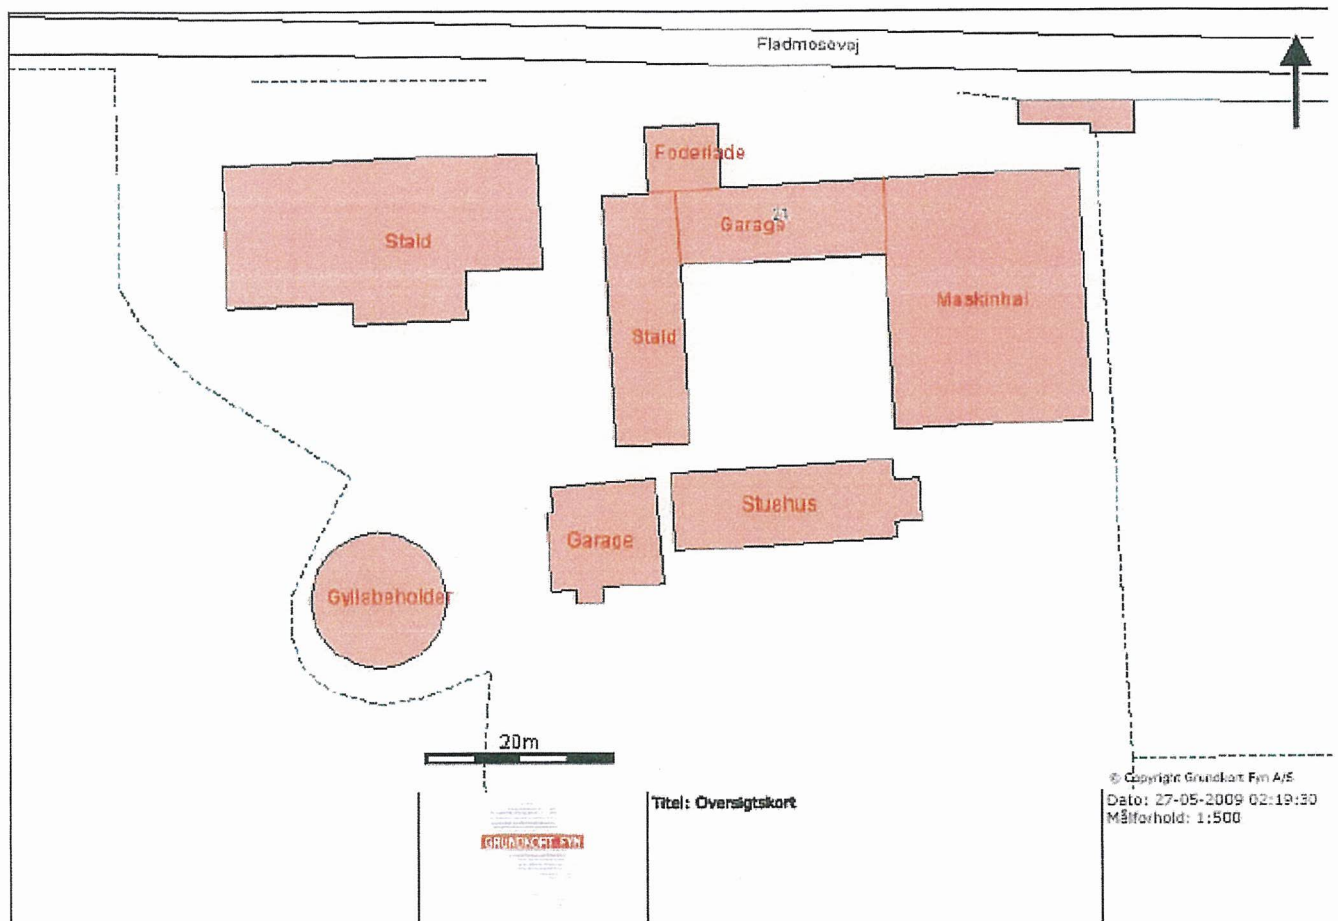 Fladmosevej
Foderlade
21
Garage
Stald
Maskinhal
Stald
Stuehus
Garage
Gyllebeholder
20m
© Copyright Grundkort Fyn A/S
Titel: Oversigtskort
Dato: 27-05-2009 02:19:30
Målforhold: 1:500
GRUNDKORT FYN